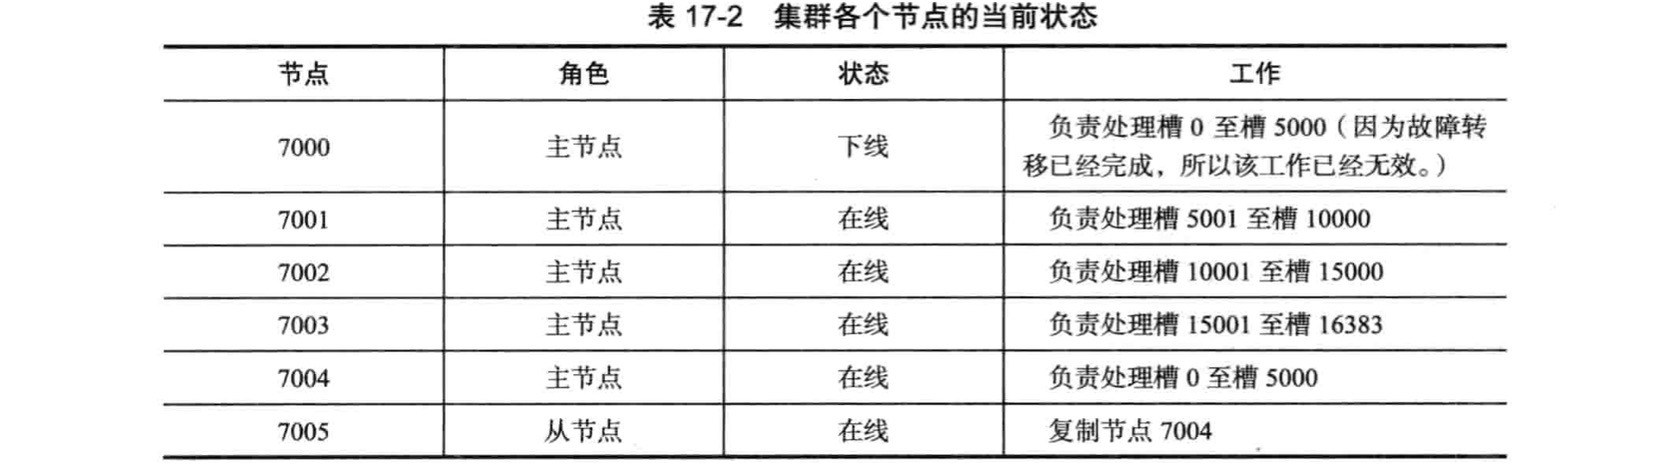 表 17-2 集群各个节点的当前状态
节点 角色 状态 工作
7000 主节点 下线 负责处理槽 0 至槽 5000（因为故障转
移已经完成，所以该工作已经无效。）
7001 主节点 在线 负责处理槽 5001 至槽 10000
7002 主节点 在线 负责处理槽 10001 至槽 15000
7003 主节点 在线 负责处理槽 15001 至槽 16383
7004 主节点 在线 负责处理槽 0 至槽 5000
7005 从节点 在线 复制节点 7004